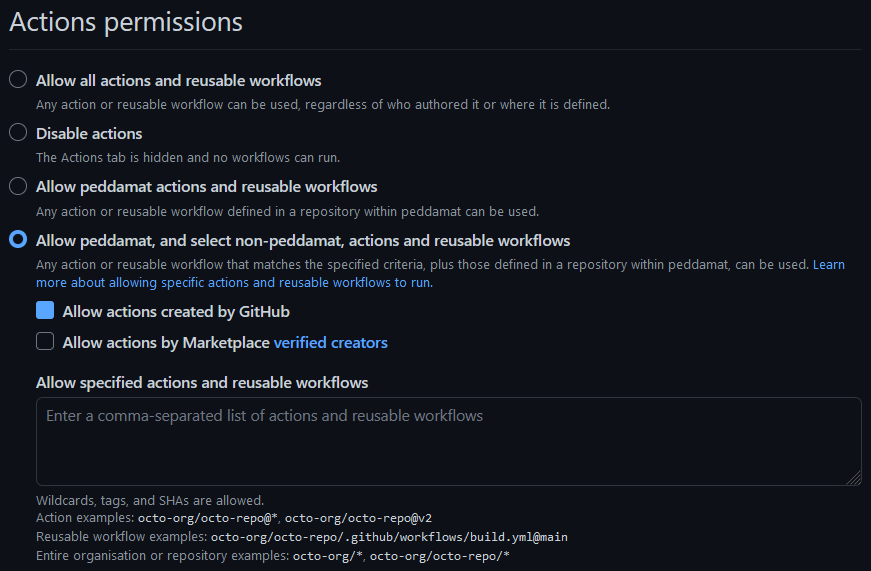 Actions permissions
Allow all actions and reusable workflows
Any action or reusable workflow can be used, regardless of who authored it or where it is defined.
Disable actions
The Actions tab is hidden and no workflows can run.
Allow peddamat actions and reusable workflows
Any action or reusable workflow defined in a repository within peddamat can be used.
Allow peddamat, and select non-peddamat, actions and reusable workflows
Any action or reusable workflow that matches the specified criteria, plus those defined in a repository within peddamat, can be used. Learn
more about allowing specific actions and reusable workflows to run.
Allow actions created by GitHub
Allow actions by Marketplace verified creators
Allow specified actions and reusable workflows
Enter a comma-separated list of actions and reusable workflows
Wildcards, tags, and SHAs are allowed.
Action examples: octo-org/octo-repo@*, octo-org/octo-repo@v2
Reusable workflow examples: octo-org/octo-repo/.github/workflows/build.yml@main
Entire organisation or repository examples: octo-org/*, octo-org/octo-repo/*